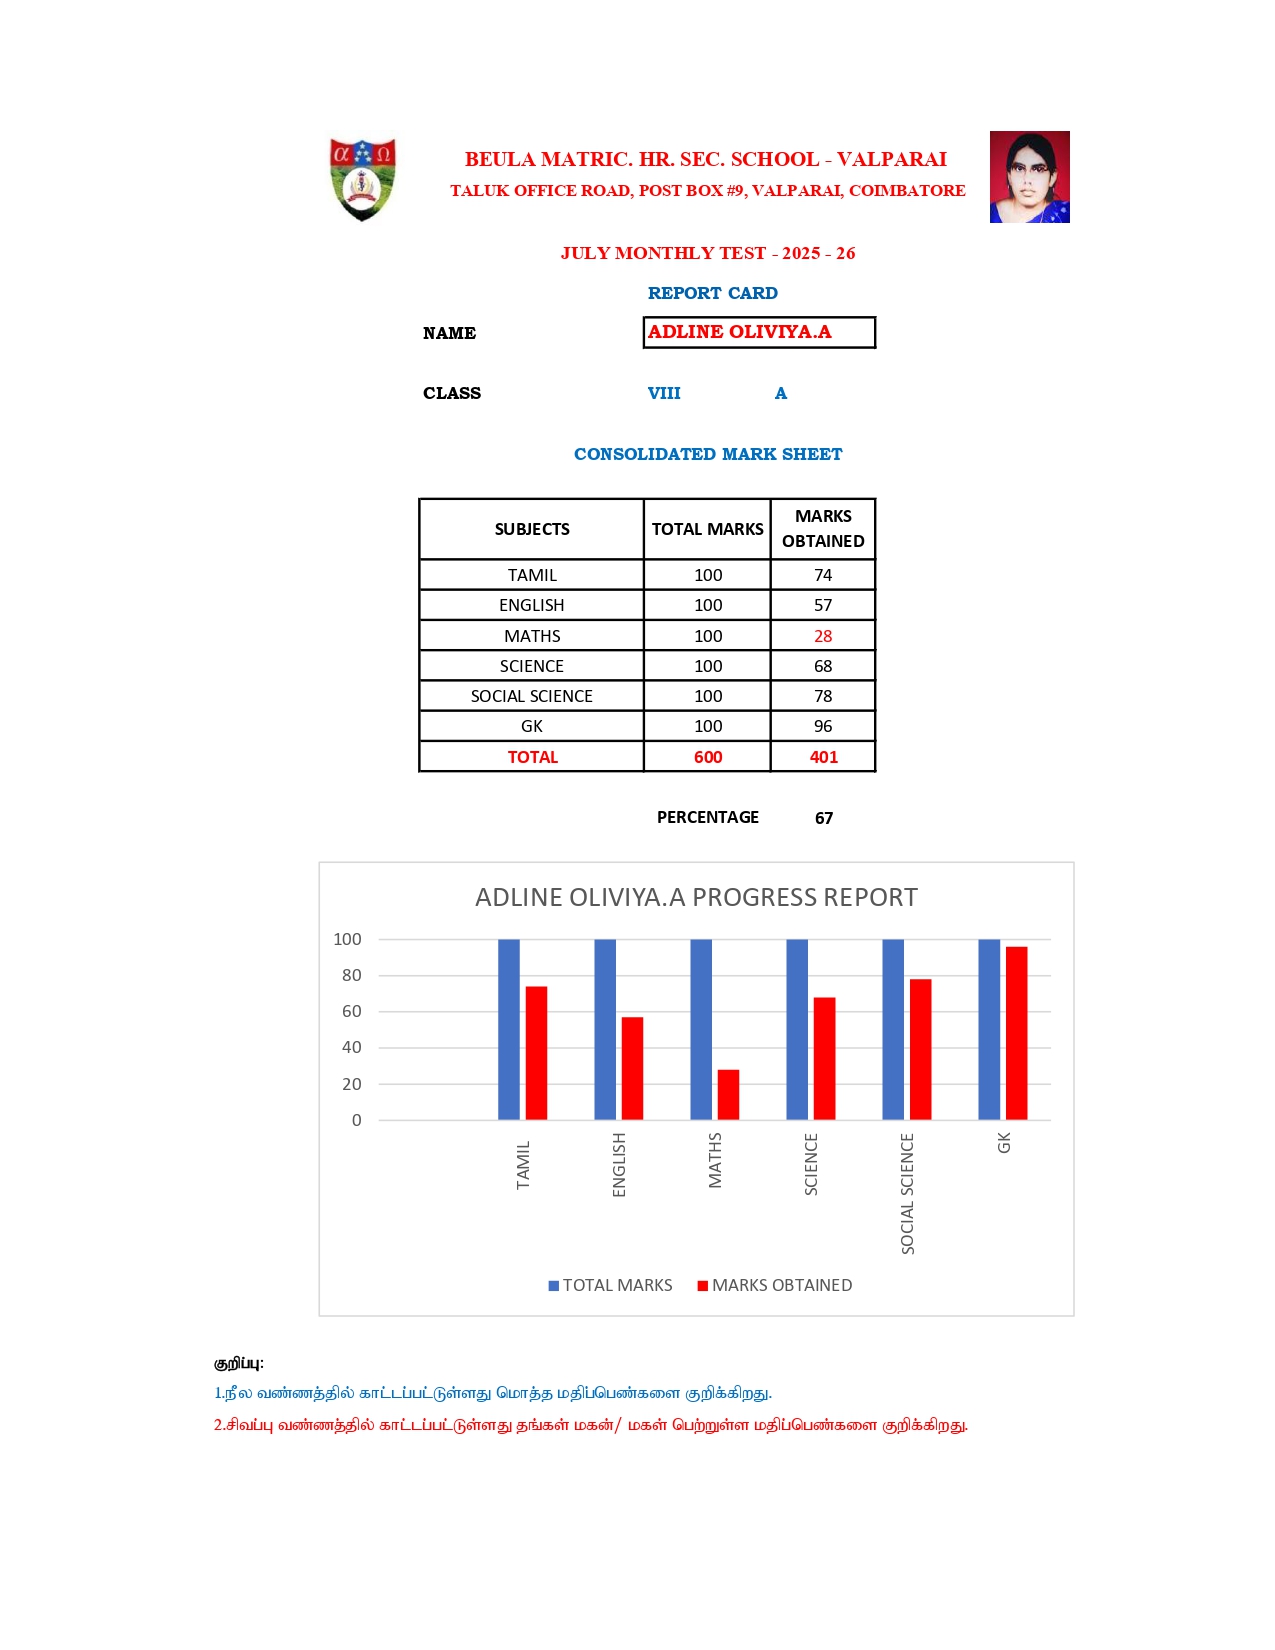 α Ω
BEULA MATRIC. HR. SEC. SCHOOL - VALPARAI
TALUK OFFICE ROAD, POST BOX #9, VALPARAI, COIMBATORE
JULY MONTHLY TEST - 2025 - 26
REPORT CARD
NAME ADLINE OLIVIYA.A
CLASS VIII A
CONSOLIDATED MARK SHEET
SUBJECTS TOTAL MARKS MARKS OBTAINED
TAMIL 100 74
ENGLISH 100 57
MATHS 100 28
SCIENCE 100 68
SOCIAL SCIENCE 100 78
GK 100 96
TOTAL 600 401
PERCENTAGE 67
ADLINE OLIVIYA.A PROGRESS REPORT
100
80
60
40
20
0
TAMIL ENGLISH MATHS SCIENCE SOCIAL SCIENCE GK
TOTAL MARKS MARKS OBTAINED
குறிப்பு:
1.நீல வண்ணத்தில் காட்டப்பட்டுள்ளது மொத்த மதிப்பெண்களை குறிக்கிறது.
2.சிவப்பு வண்ணத்தில் காட்டப்பட்டுள்ளது தங்கள் மகன்/ மகள் பெற்றுள்ள மதிப்பெண்களை குறிக்கிறது.